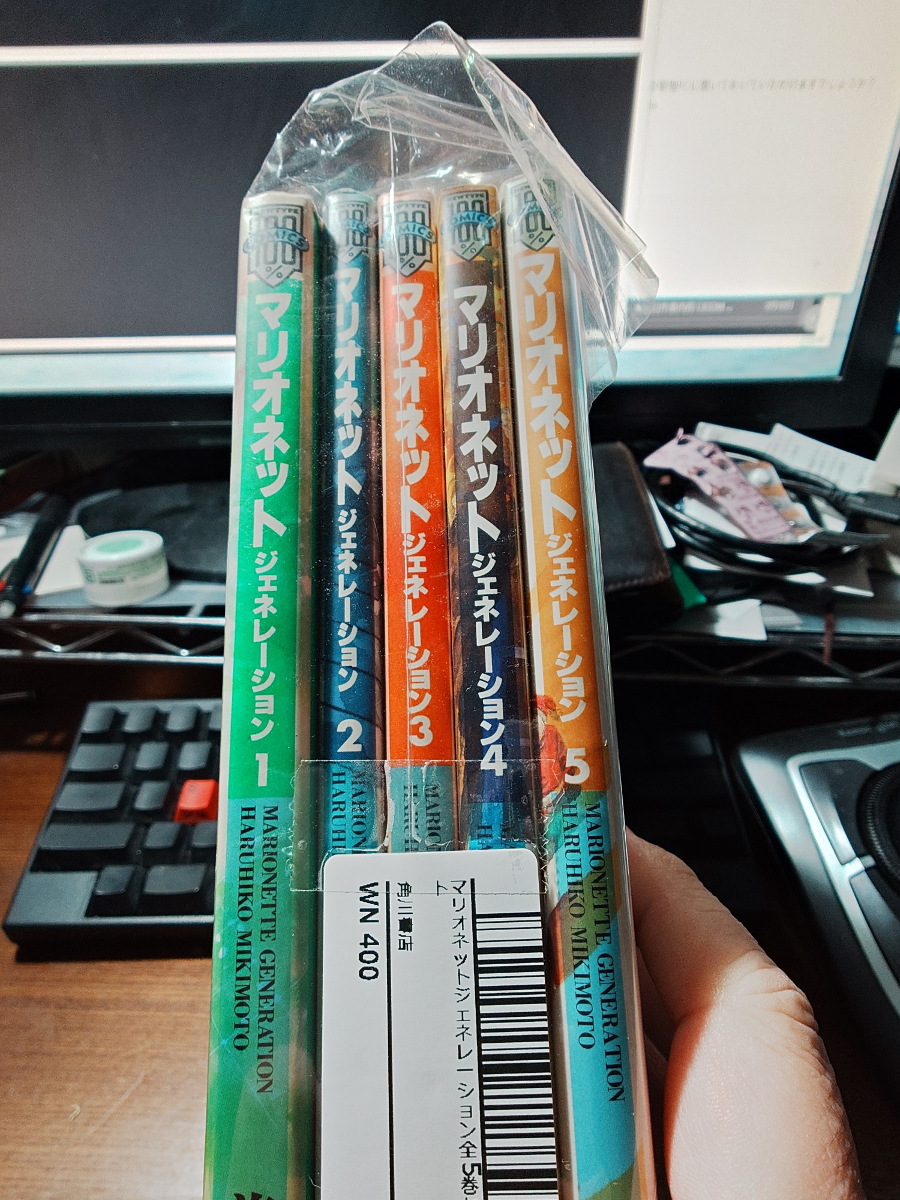 COMICS
100%
マリオネット ジェネレーション 1
MARIONETTE GENERATION
HARUHIKO MIKIMOTO
COMICS
100%
マリオネット ジェネレーション 2
MARIONE
HARUHI
COMICS
100%
マリオネット ジェネレーション 3
MARIO
HARUH
COMICS
100%
マリオネット ジェネレーション 4
HA
100%
マリオネット ジェネレーション 5
MARIONETTE GENERATION
HARUHIKO MIKIMOTO
マリオネットジェネレーション全5巻
ト
角川書店
WN 400